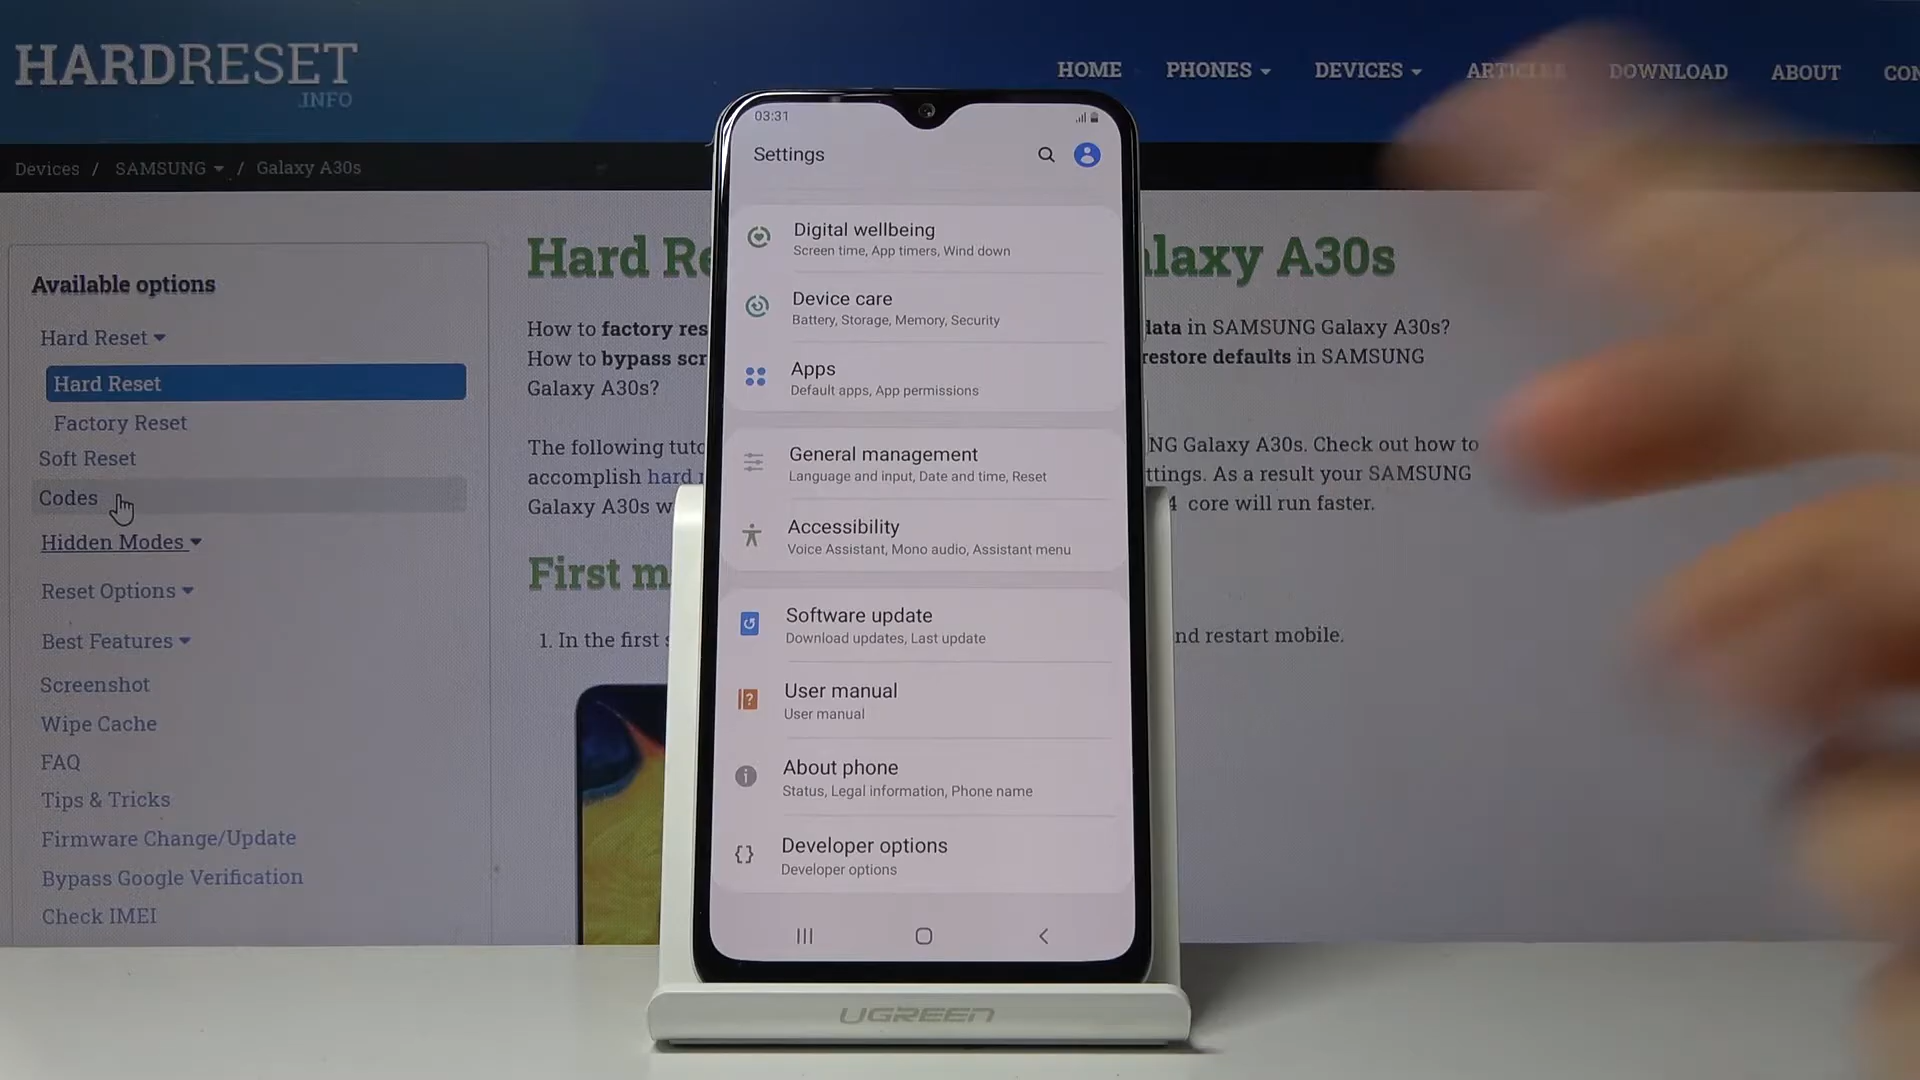 HARDRESET
.INFO
HOME PHONES DEVICES ARTICLES DOWNLOAD ABOUT CON
Devices / SAMSUNG / Galaxy A30s
Available options
Hard Reset
Hard Reset
Factory Reset
Soft Reset
Codes
Hidden Modes
Reset Options
Best Features
Screenshot
Wipe Cache
FAQ
Tips & Tricks
Firmware Change/Update
Bypass Google Verification
Check IMEI
Hard Re
laxy A30s
How to factory res
data in SAMSUNG Galaxy A30s?
How to bypass scr
restore defaults in SAMSUNG
Galaxy A30s?
The following tuto
NG Galaxy A30s. Check out how to
accomplish hard r
ttings. As a result your SAMSUNG
Galaxy A30s w
4 core will run faster.
First m
1. In the first s
nd restart mobile.
03:31
Settings
Digital wellbeing
Screen time, App timers, Wind down
Device care
Battery, Storage, Memory, Security
Apps
Default apps, App permissions
General management
Language and input, Date and time, Reset
Accessibility
Voice Assistant, Mono audio, Assistant menu
Software update
Download updates, Last update
User manual
User manual
About phone
Status, Legal information, Phone name
Developer options
Developer options
UGREEN